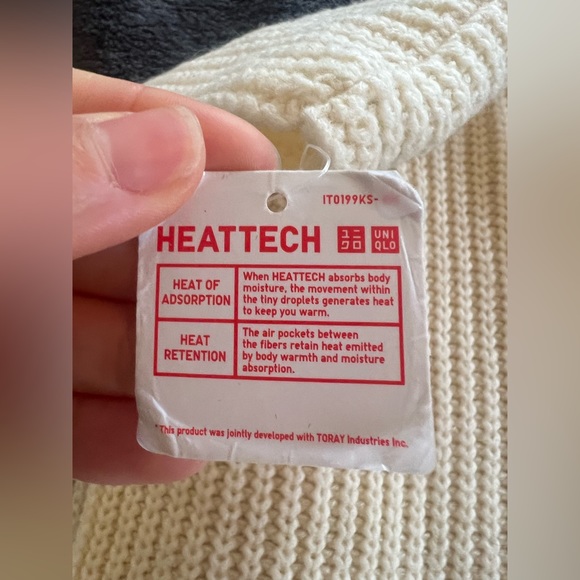 IT0199KS-
HEATTECH ユニクロ UNIQLO
HEAT OF
ADSORPTION
When HEATTECH absorbs body
moisture, the movement within
the tiny droplets generates heat
to keep you warm.
HEAT
RETENTION
The air pockets between
the fibers retain heat emitted
by body warmth and moisture
absorption.
*This product was jointly developed with TORAY Industries Inc.